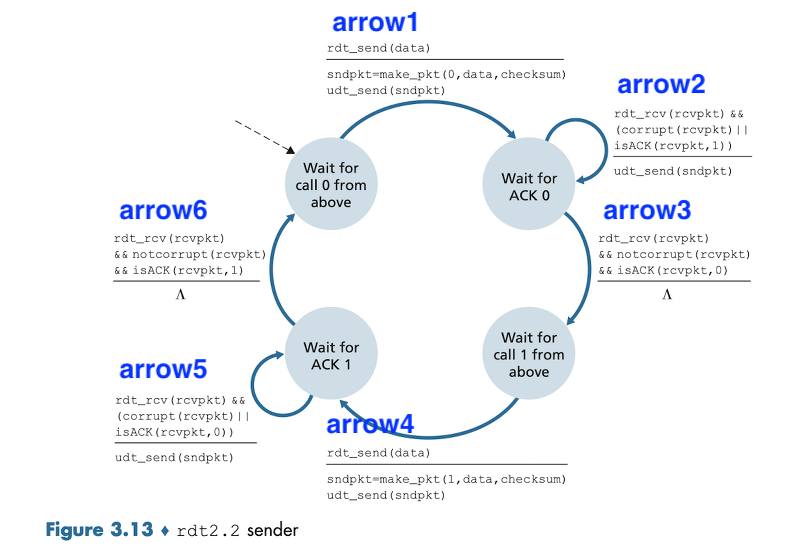 arrow1
rdt_send(data)
sndpkt=make_pkt(0,data,checksum)
udt_send(sndpkt)
arrow2
rdt_rcv(rcvpkt) &&
(corrupt(rcvpkt)||
isACK(rcvpkt,1))
udt_send(sndpkt)
Wait for
call 0 from
above
Wait for
ACK 0
arrow6
rdt_rcv(rcvpkt)
&& notcorrupt(rcvpkt)
&& isACK(rcvpkt,1)
Λ
arrow3
rdt_rcv(rcvpkt)
&& notcorrupt(rcvpkt)
&& isACK(rcvpkt,0)
Λ
Wait for
ACK 1
Wait for
call 1 from
above
arrow5
rdt_rcv(rcvpkt) &&
(corrupt(rcvpkt)||
isACK(rcvpkt,0))
udt_send(sndpkt)
arrow4
rdt_send(data)
sndpkt=make_pkt(1,data,checksum)
udt_send(sndpkt)
Figure 3.13 ♦ rdt2.2 sender